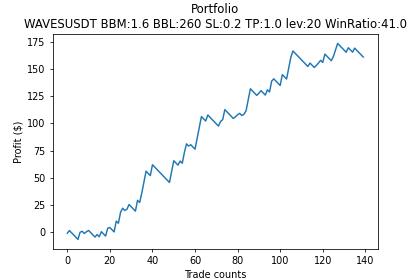 Portfolio
WAVESUSDT BBM:1.6 BBL:260 SL:0.2 TP:1.0 lev:20 WinRatio:41.0
175
150
125
100
75
50
25
0
Profit ($)
0 20 40 60 80 100 120 140
Trade counts